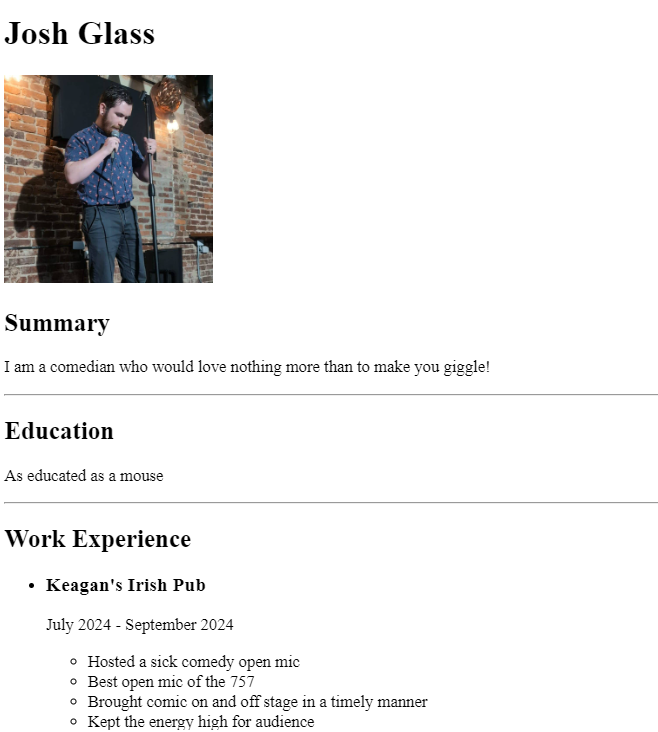 Josh Glass
Summary
I am a comedian who would love nothing more than to make you giggle!
Education
As educated as a mouse
Work Experience
Keagan's Irish Pub
July 2024 - September 2024
Hosted a sick comedy open mic
Best open mic of the 757
Brought comic on and off stage in a timely manner
Kept the energy high for audience